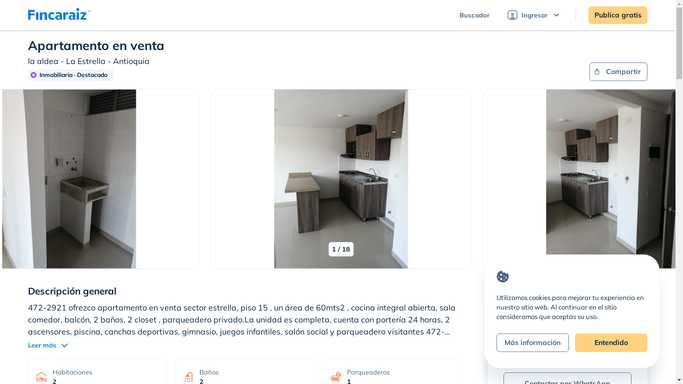 Fincaraiz
Buscador
Ingresar
Publica gratis
Apartamento en venta
la aldea - La Estrella - Antioquia
Inmobiliaria - Destacado
Compartir
1 / 18
Descripción general
472-2921 ofrezco apartamento en venta sector estrella, piso 15 , un área de 60mts2 , cocina integral abierta, sala
comedor, balcón, 2 baños, 2 closet , parqueadero privado.La unidad es completa, cuenta con portería 24 horas, 2
ascensores, piscina, canchas deportivas, gimnasio, juegos infantiles, salón social y parqueadero visitantes 472-...
Leer más
Habitaciones
2
Baños
2
Parqueaderos
1
Utilizamos cookies para mejorar tu experiencia en
nuestro sitio web. Al continuar en el sitio
consideramos que aceptas su uso.
Más información
Entendido
Contactar por WhatsApp